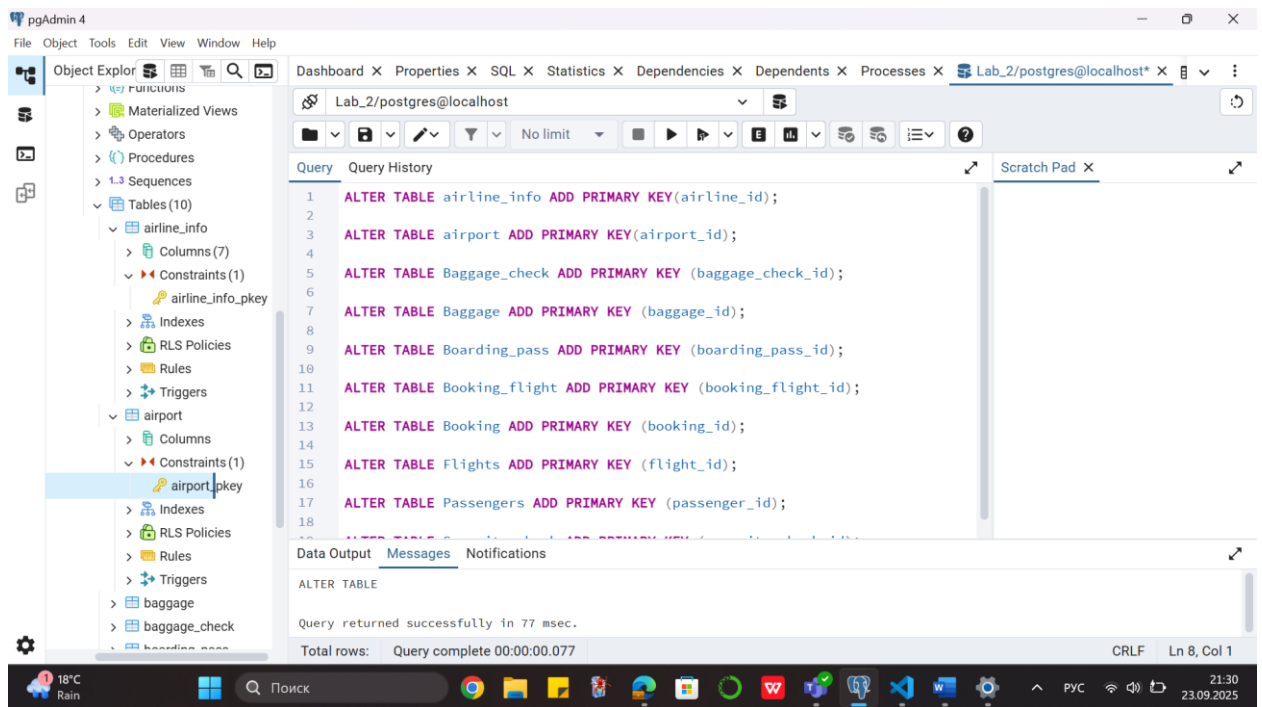 pgAdmin 4
File Object Tools Edit View Window Help
Object Explor
Dashboard Properties SQL Statistics Dependencies Dependents Processes Lab_2/postgres@localhost*
Functions
Materialized Views
Operators
Procedures
1..3 Sequences
Tables (10)
airline_info
Columns (7)
Constraints (1)
airline_info_pkey
Indexes
RLS Policies
Rules
Triggers
airport
Columns
Constraints (1)
airport_pkey
Indexes
RLS Policies
Rules
Triggers
baggage
baggage_check
Lab_2/postgres@localhost
No limit
E
Query Query History
Scratch Pad
1 ALTER TABLE airline_info ADD PRIMARY KEY(airline_id);
2
3 ALTER TABLE airport ADD PRIMARY KEY(airport_id);
4
5 ALTER TABLE Baggage_check ADD PRIMARY KEY (baggage_check_id);
6
7 ALTER TABLE Baggage ADD PRIMARY KEY (baggage_id);
8
9 ALTER TABLE Boarding_pass ADD PRIMARY KEY (boarding_pass_id);
10
11 ALTER TABLE Booking_flight ADD PRIMARY KEY (booking_flight_id);
12
13 ALTER TABLE Booking ADD PRIMARY KEY (booking_id);
14
15 ALTER TABLE Flights ADD PRIMARY KEY (flight_id);
16
17 ALTER TABLE Passengers ADD PRIMARY KEY (passenger_id);
18
Data Output Messages Notifications
ALTER TABLE
Query returned successfully in 77 msec.
Total rows: Query complete 00:00:00.077 CRLF Ln 8, Col 1
1
18°C
Rain
Поиск
РУС
21:30
23.09.2025